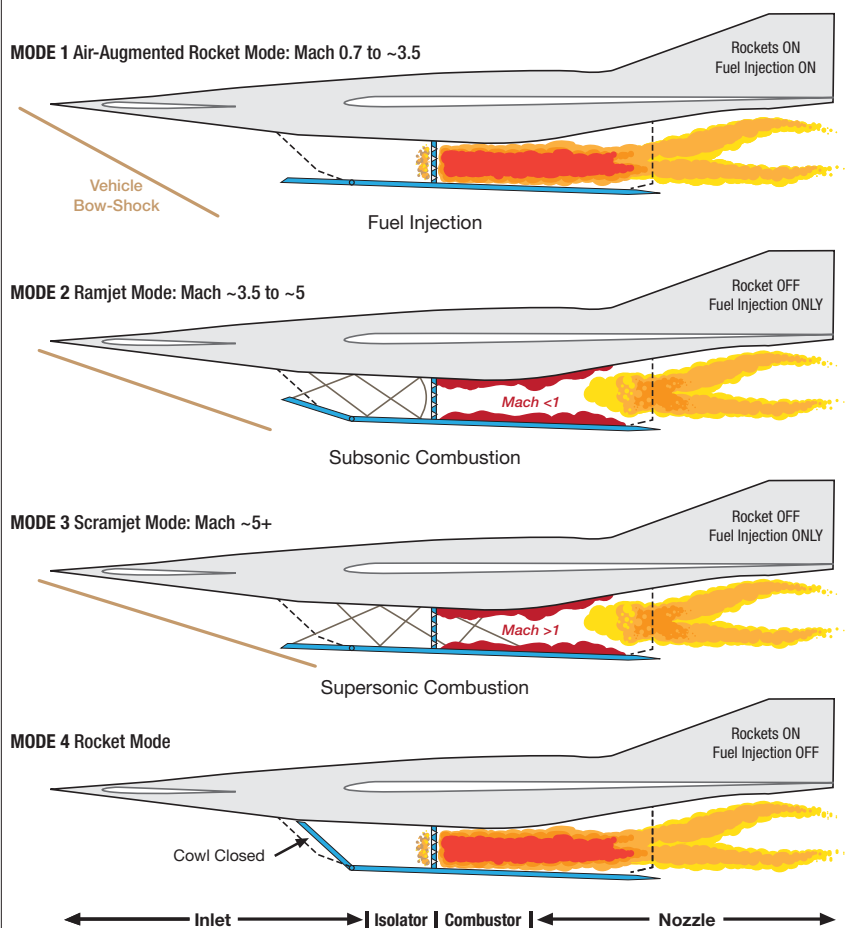 MODE 1 Air-Augmented Rocket Mode: Mach 0.7 to ~3.5
Rockets ON
Fuel Injection ON
Vehicle
Bow-Shock
Fuel Injection
MODE 2 Ramjet Mode: Mach ~3.5 to ~5
Rocket OFF
Fuel Injection ONLY
Mach <1
Subsonic Combustion
MODE 3 Scramjet Mode: Mach ~5+
Rocket OFF
Fuel Injection ONLY
Mach >1
Supersonic Combustion
MODE 4 Rocket Mode
Rockets ON
Fuel Injection OFF
Cowl Closed
Inlet Isolator Combustor Nozzle